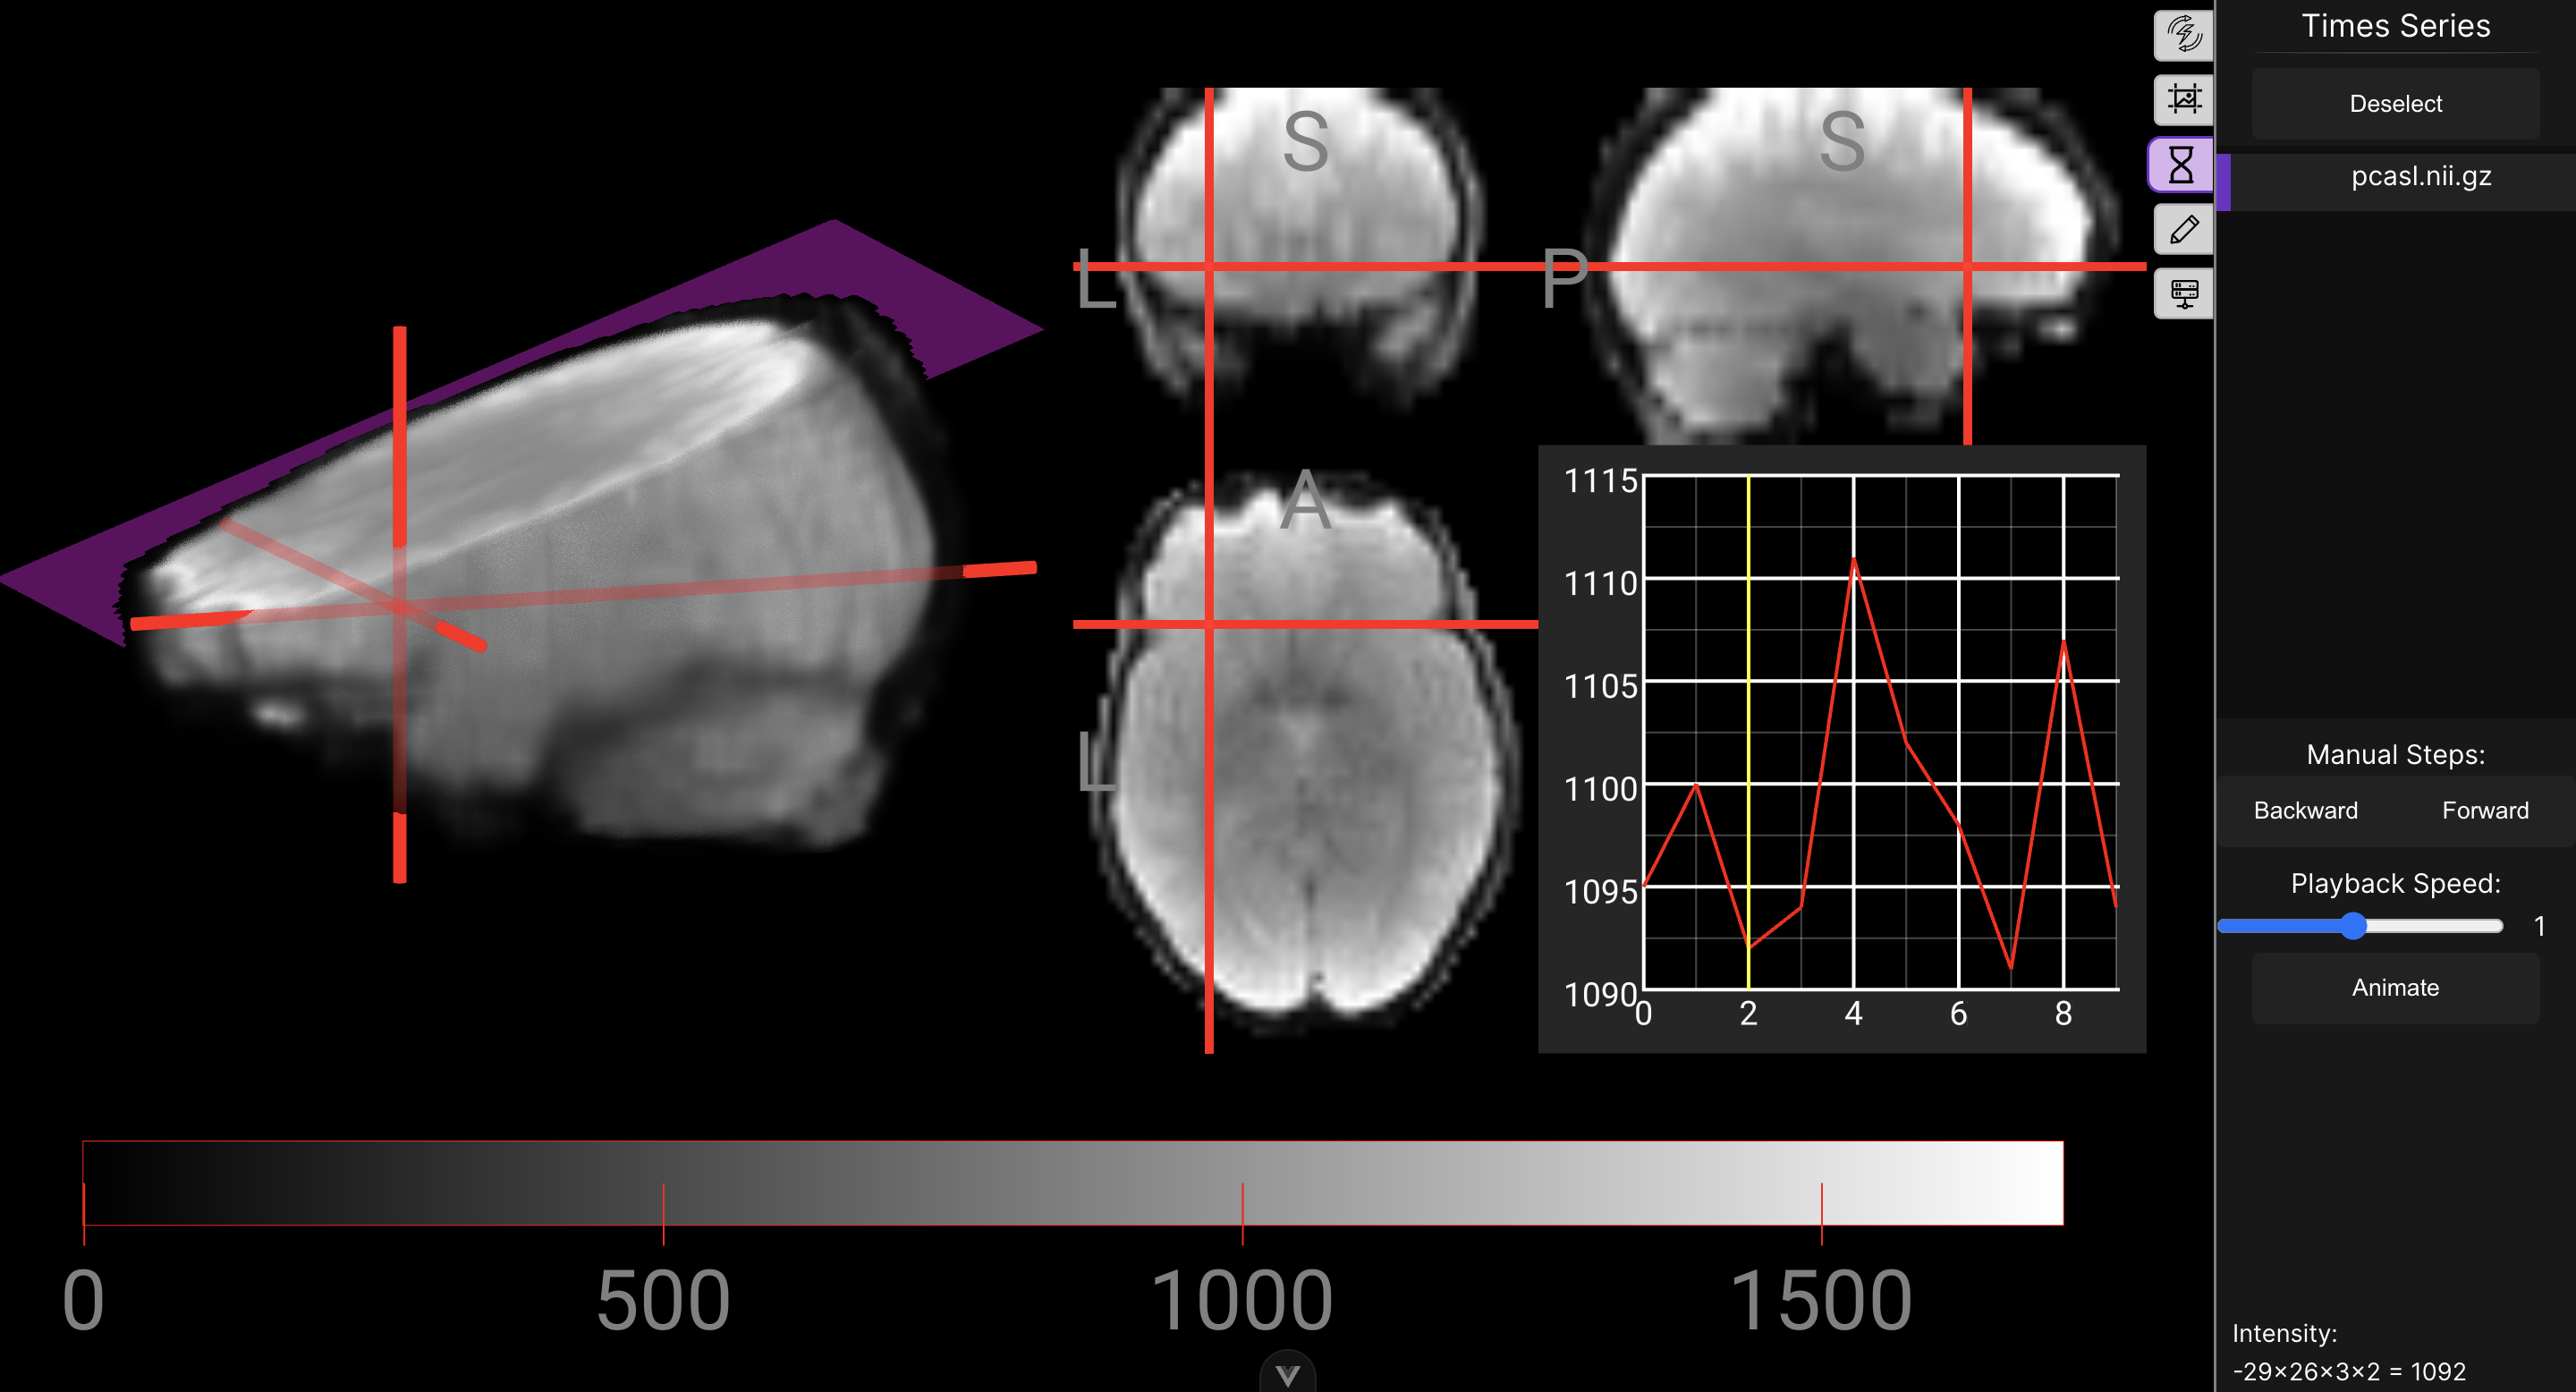 S
S
L
P
A
L
1115
1110
1105
1100
1095
1090
0 2 4 6 8
0 500 1000 1500
Times Series
Deselect
pcasl.nii.gz
Manual Steps:
Backward Forward
Playback Speed:
1
Animate
Intensity:
-29×26×3×2 = 1092